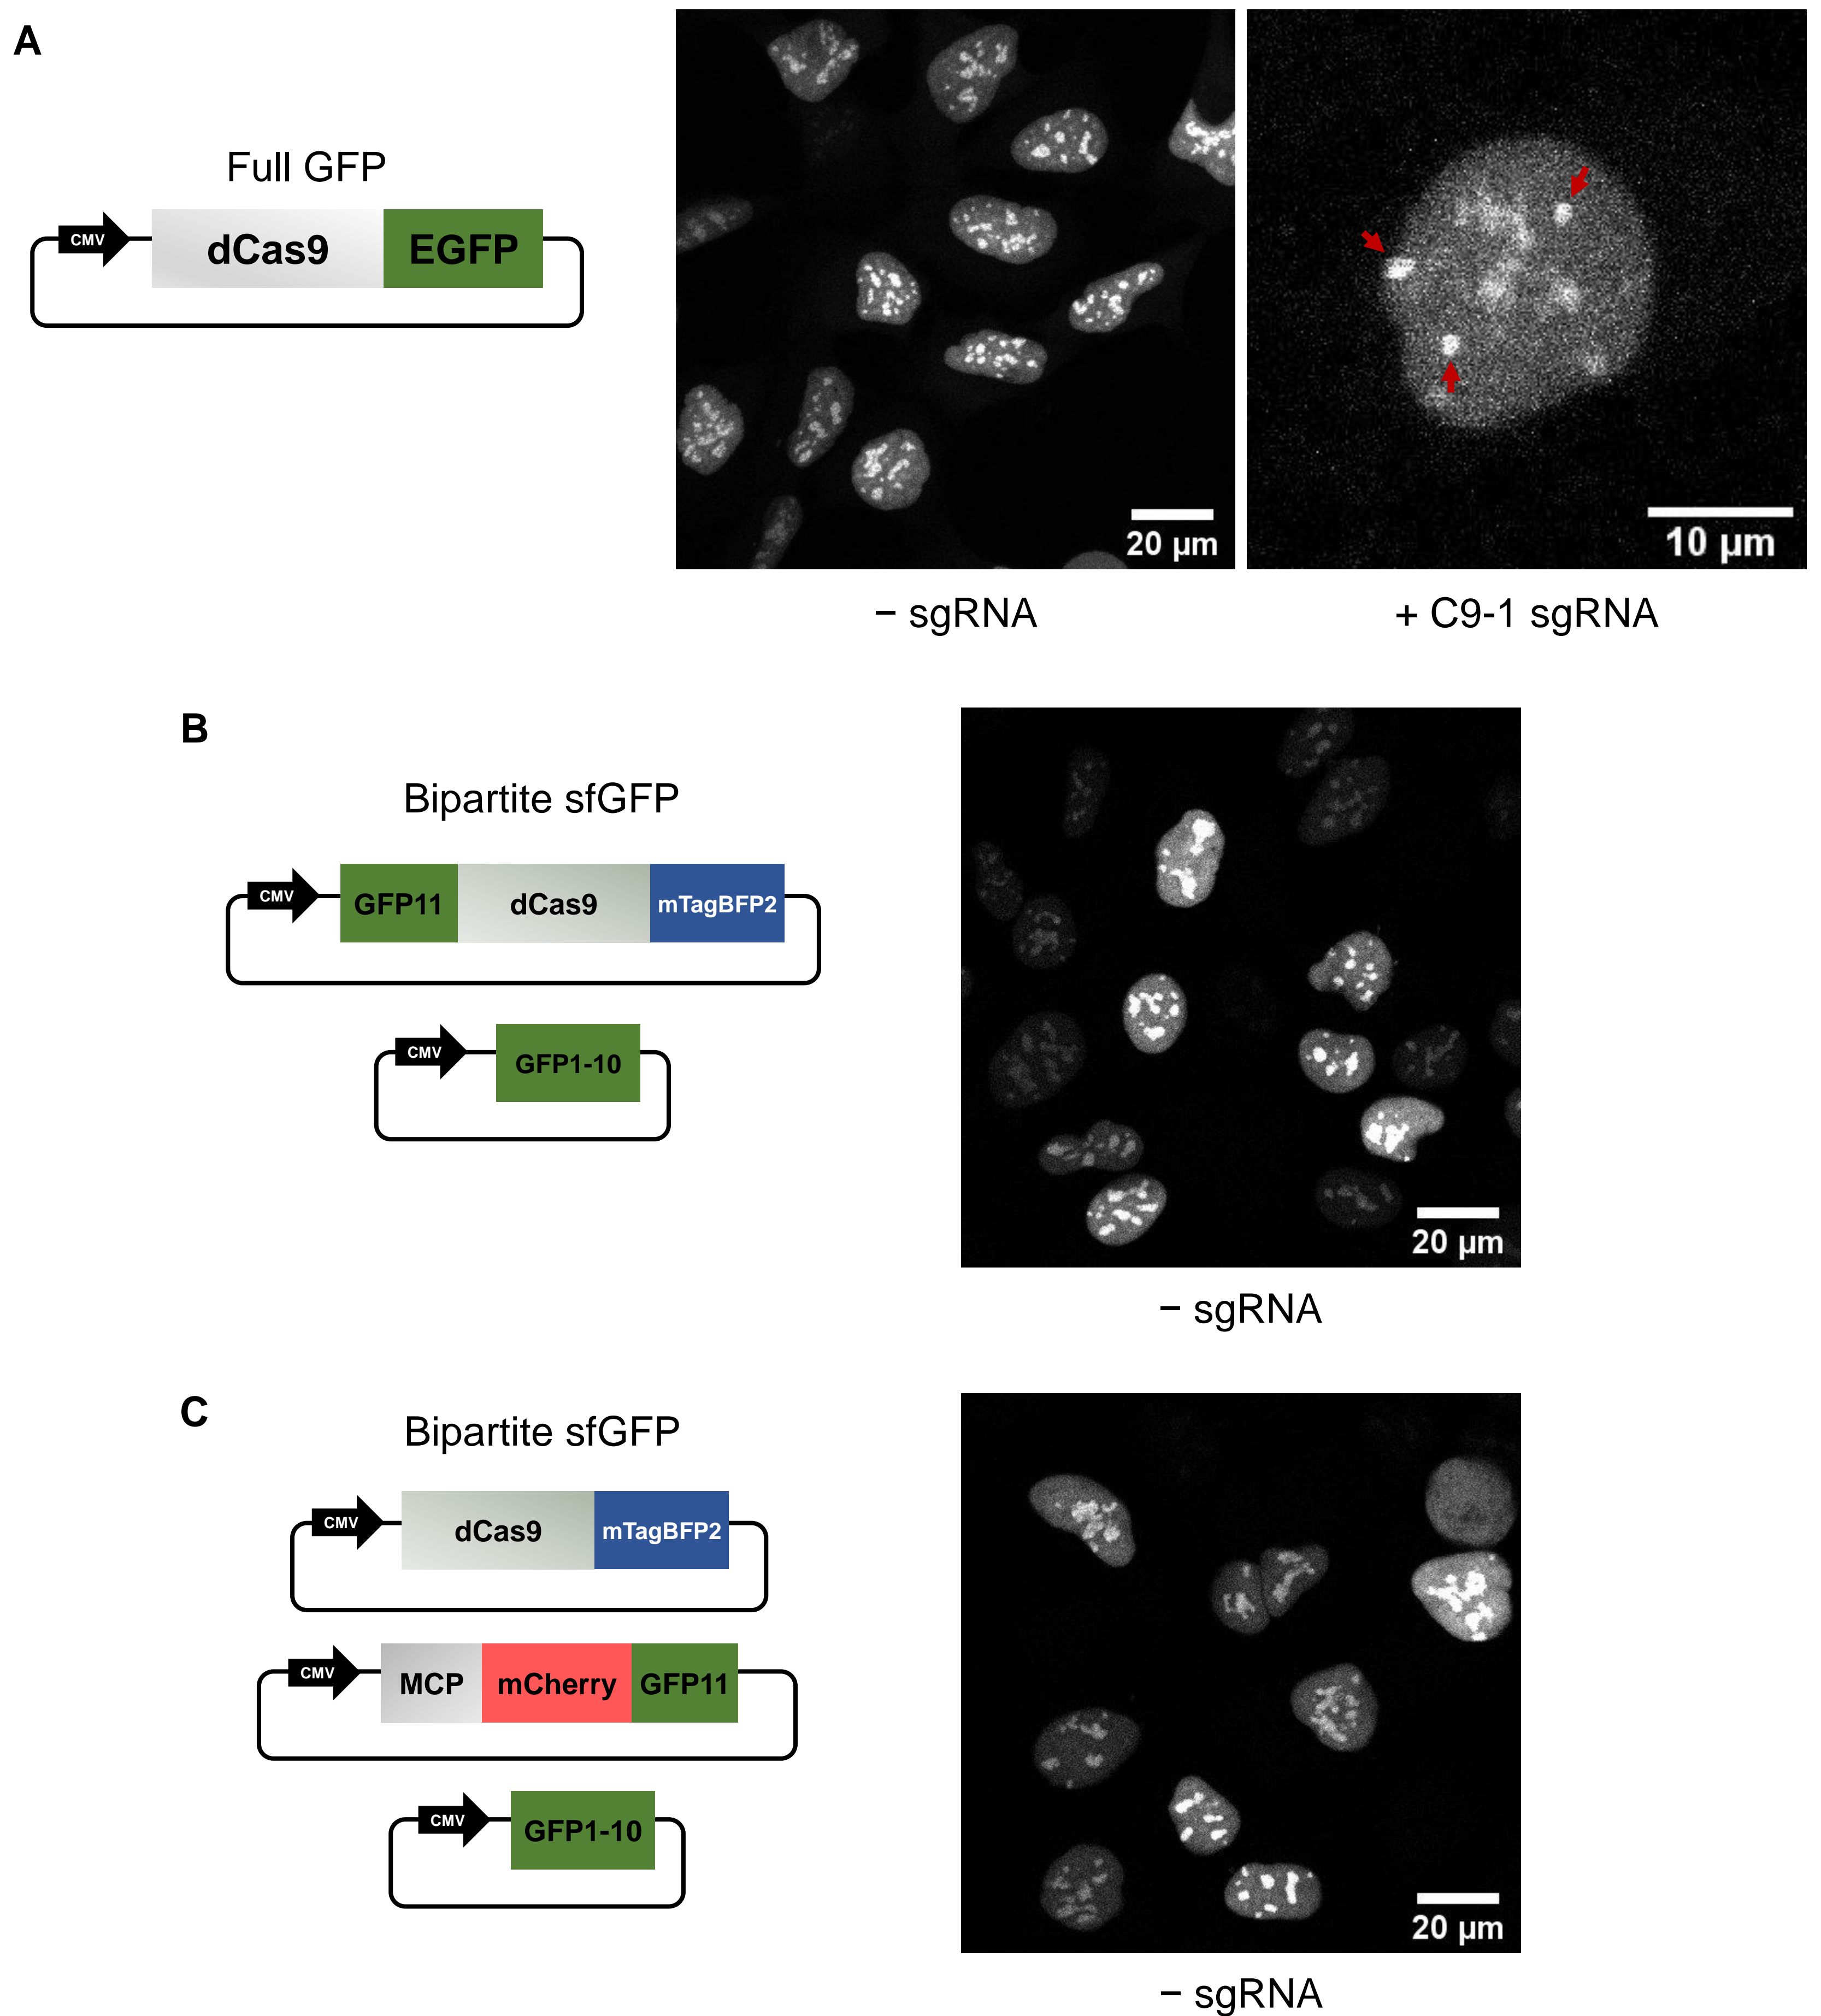 A
Full GFP
CMV
dCas9
EGFP
20 µm
10 µm
− sgRNA
+ C9-1 sgRNA
B
Bipartite sfGFP
CMV
GFP11
dCas9
mTagBFP2
CMV
GFP1-10
20 µm
− sgRNA
C
Bipartite sfGFP
CMV
dCas9
mTagBFP2
CMV
MCP
mCherry
GFP11
CMV
GFP1-10
20 µm
− sgRNA